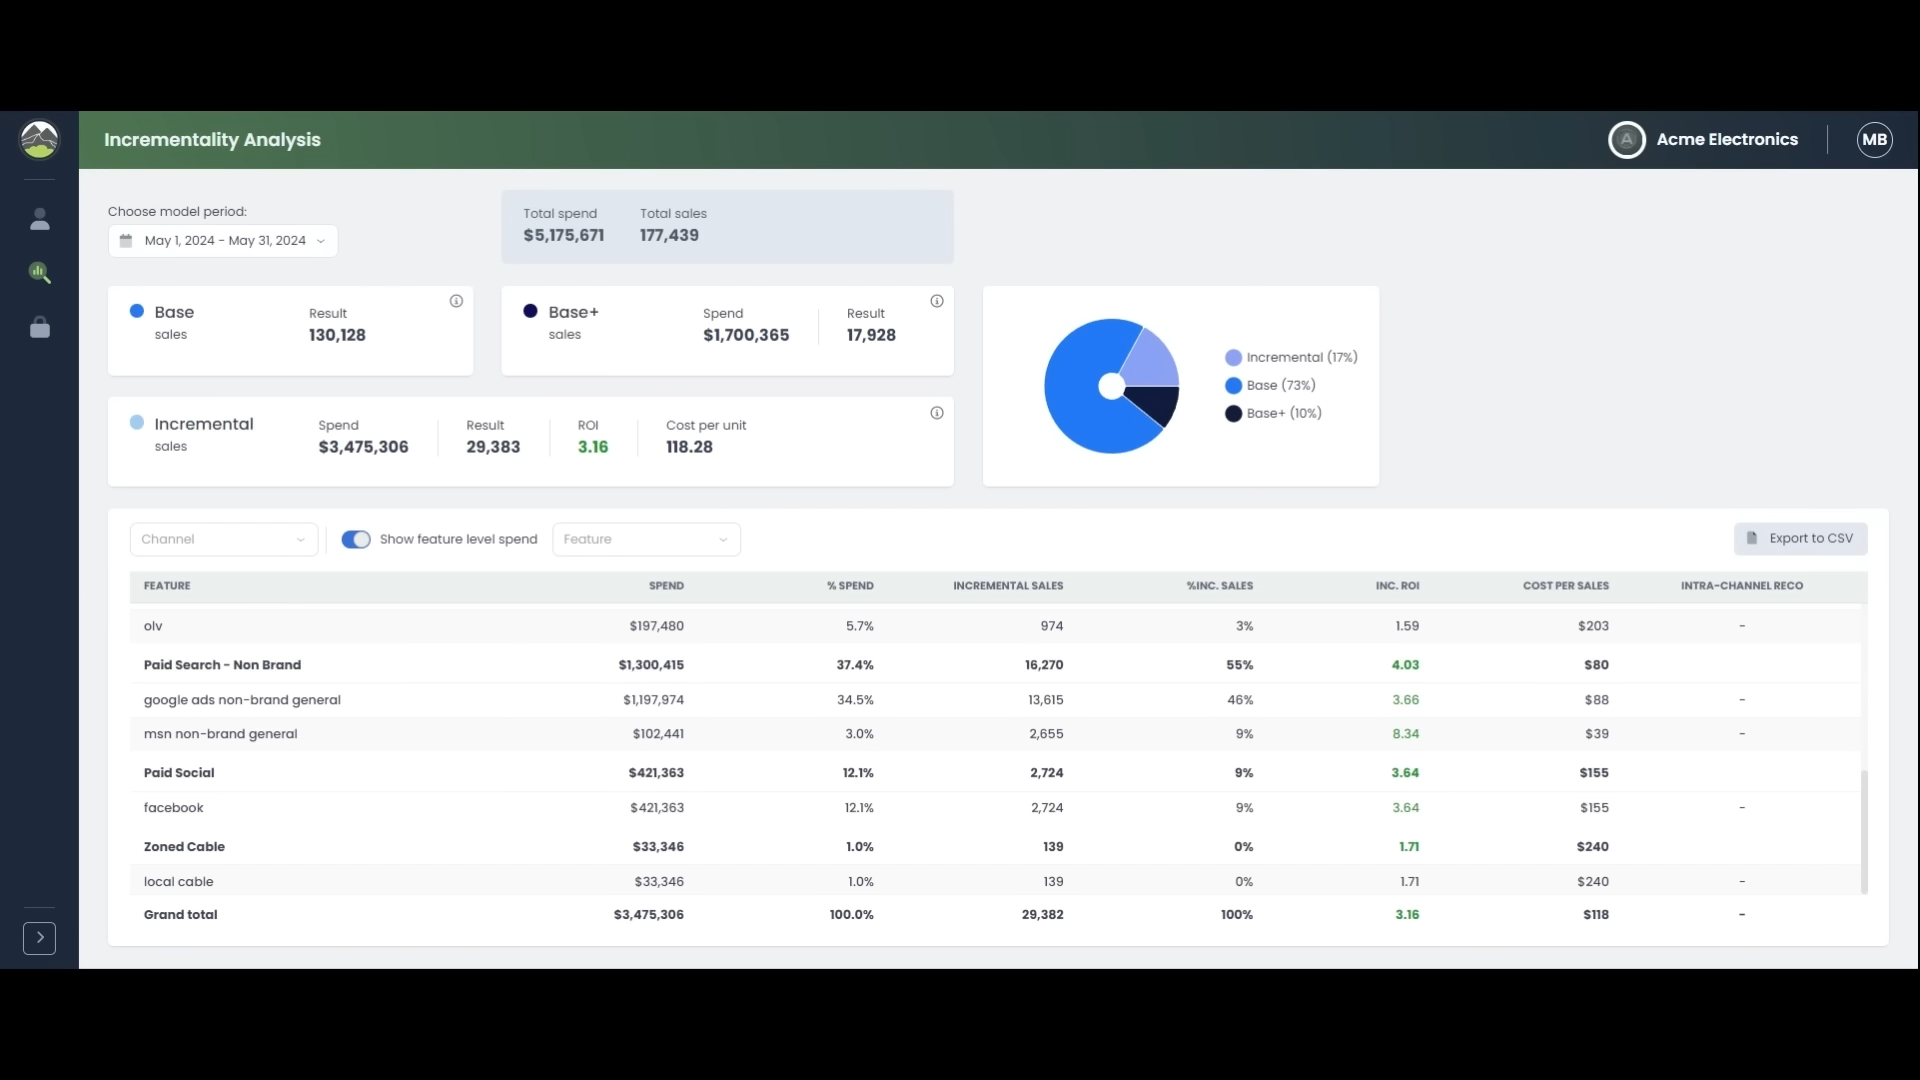 Incrementality Analysis
A
Acme Electronics
MB
Choose model period:
May 1, 2024 - May 31, 2024
Total spend
$5,175,671
Total sales
177,439
Base
sales
Result
130,128
Base+
sales
Spend
$1,700,365
Result
17,928
Incremental
sales
Spend
$3,475,306
Result
29,383
ROI
3.16
Cost per unit
118.28
Incremental (17%)
Base (73%)
Base+ (10%)
Channel
Show feature level spend
Feature
Export to CSV
FEATURE SPEND % SPEND INCREMENTAL SALES %INC. SALES INC. ROI COST PER SALES INTRA-CHANNEL RECO
olv $197,480 5.7% 974 3% 1.59 $203 -
Paid Search - Non Brand $1,300,415 37.4% 16,270 55% 4.03 $80
google ads non-brand general $1,197,974 34.5% 13,615 46% 3.66 $88 -
msn non-brand general $102,441 3.0% 2,655 9% 8.34 $39 -
Paid Social $421,363 12.1% 2,724 9% 3.64 $155
facebook $421,363 12.1% 2,724 9% 3.64 $155 -
Zoned Cable $33,346 1.0% 139 0% 1.71 $240
local cable $33,346 1.0% 139 0% 1.71 $240 -
Grand total $3,475,306 100.0% 29,382 100% 3.16 $118 -